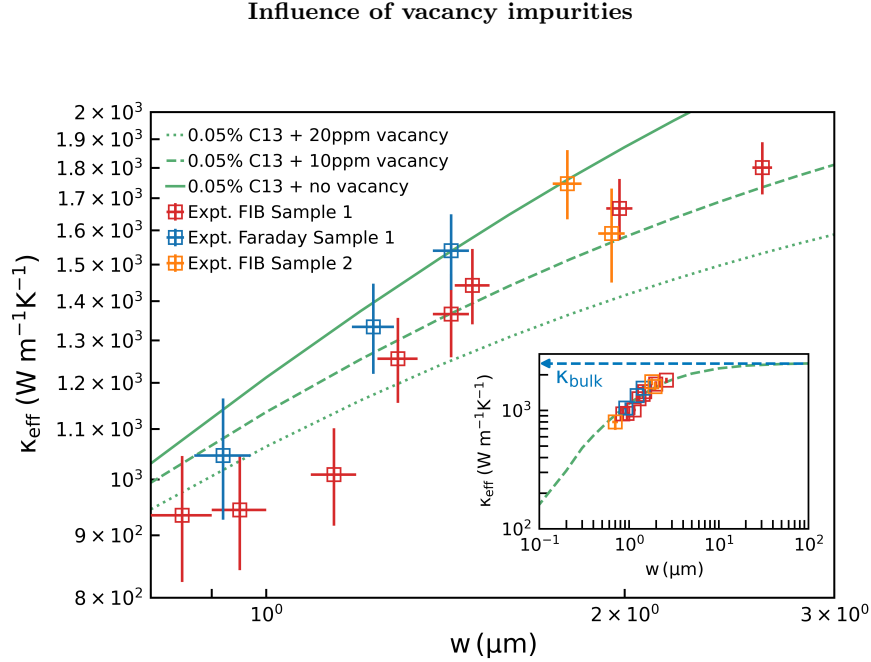 Influence of vacancy impurities
2 × 10³
1.9 × 10³
1.8 × 10³
1.7 × 10³
1.6 × 10³
1.5 × 10³
1.4 × 10³
1.3 × 10³
1.2 × 10³
1.1 × 10³
10³
9 × 10²
8 × 10²
κeff (W m⁻¹K⁻¹)
0.05% C13 + 20ppm vacancy
0.05% C13 + 10ppm vacancy
0.05% C13 + no vacancy
Expt. FIB Sample 1
Expt. Faraday Sample 1
Expt. FIB Sample 2
κbulk
κeff (W m⁻¹K⁻¹)
10³
10²
10⁻¹ 10⁰ 10¹ 10²
w (μm)
10⁰ 2 × 10⁰ 3 × 10⁰
w (μm)